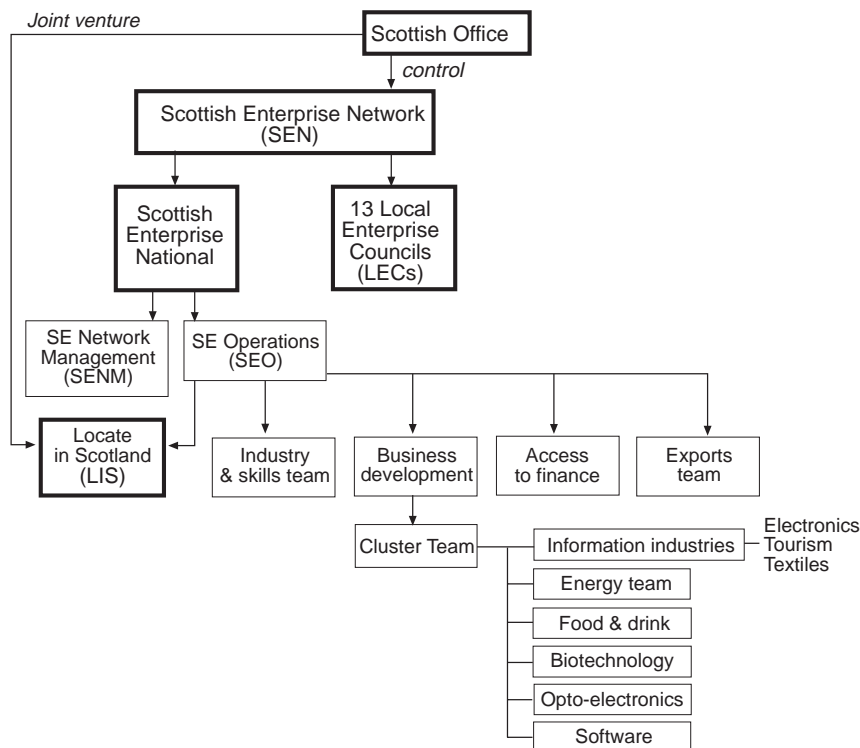 Joint venture
Scottish Office
control
Scottish Enterprise Network
(SEN)
Scottish
Enterprise
National
13 Local
Enterprise
Councils
(LECs)
SE Network
Management
(SENM)
SE Operations
(SEO)
Locate
in Scotland
(LIS)
Industry
& skills team
Business
development
Access
to finance
Exports
team
Cluster Team
Information industries
Electronics
Tourism
Textiles
Energy team
Food & drink
Biotechnology
Opto-electronics
Software